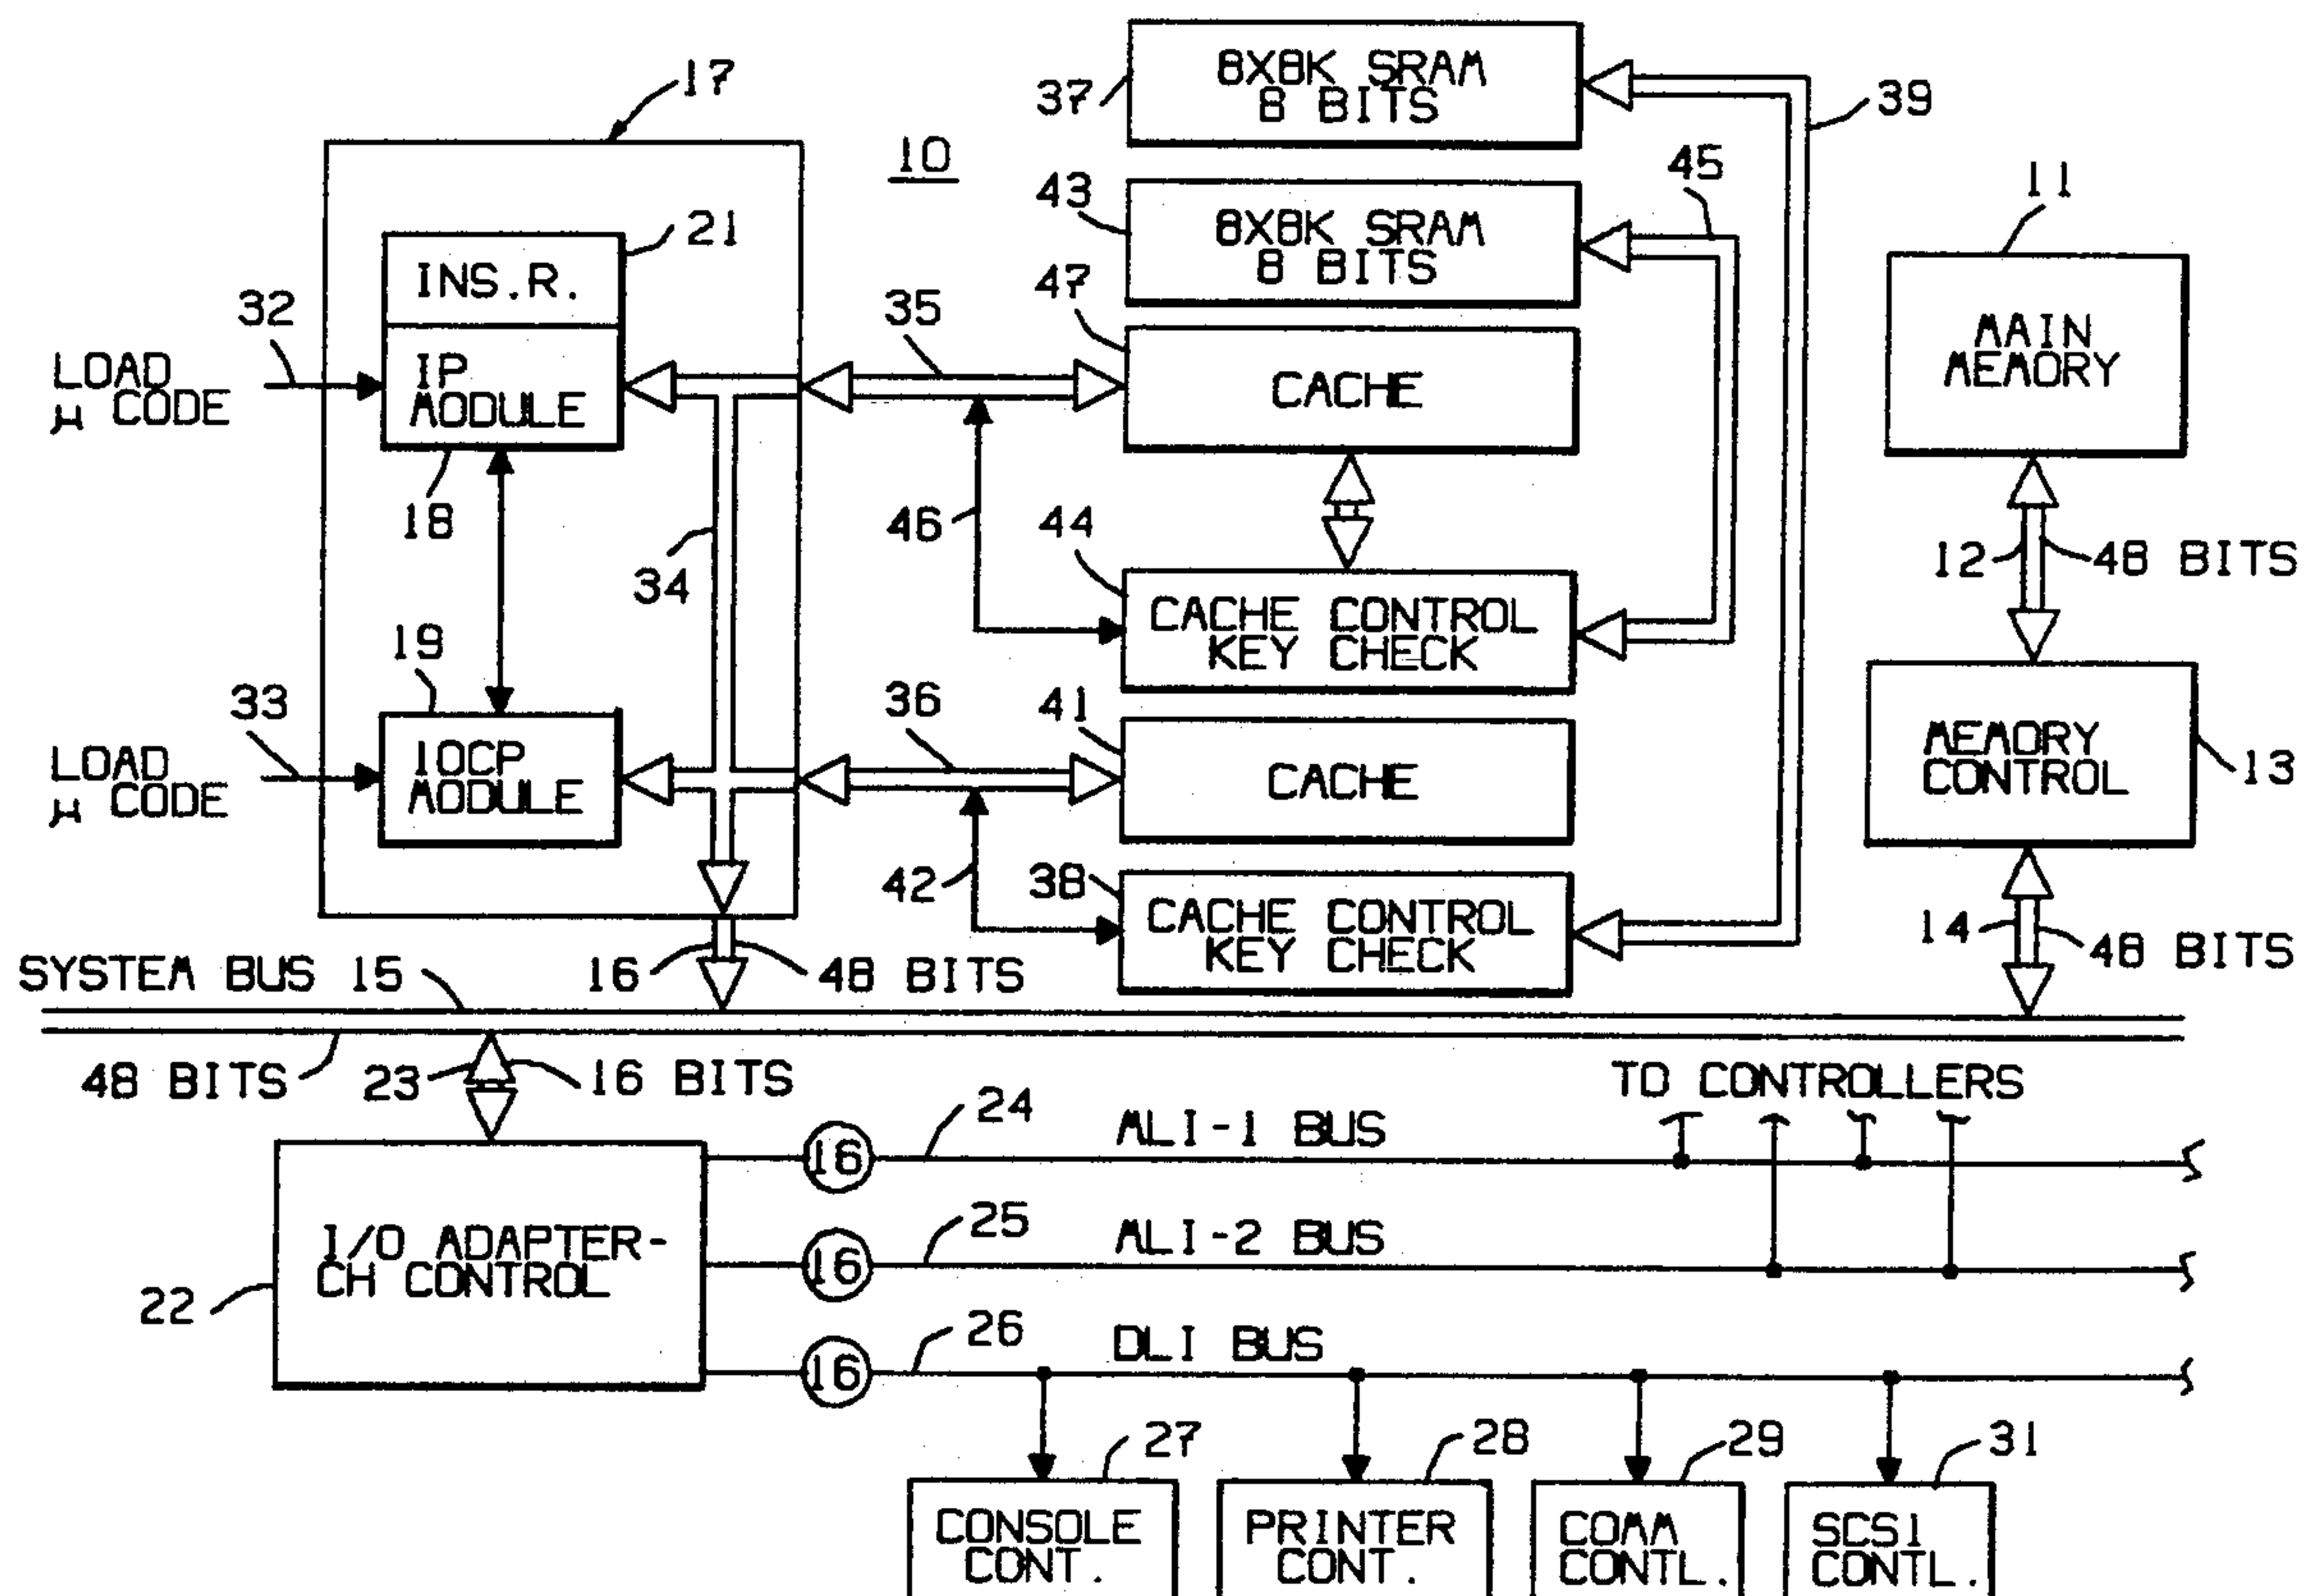 17
10
37
8X8K SRAM
8 BITS
39
43
8X8K SRAM
8 BITS
45
11
21
INS.R.
32
LOAD
µ CODE
IP
MODULE
18
35
47
CACHE
MAIN
MEMORY
34
46
44
CACHE CONTROL
KEY CHECK
12
48 BITS
19
33
LOAD
µ CODE
IOCP
MODULE
36
41
CACHE
MEMORY
CONTROL
13
42
38
CACHE CONTROL
KEY CHECK
14
48 BITS
SYSTEM BUS 15
16
48 BITS
48 BITS
23
16 BITS
TO CONTROLLERS
I/O ADAPTER-
CH CONTROL
22
16
24
MLI-1 BUS
16
25
MLI-2 BUS
16
26
DLI BUS
27
28
29
31
CONSOLE
CONT.
PRINTER
CONT.
COMM
CONTL.
SCSI
CONTL.